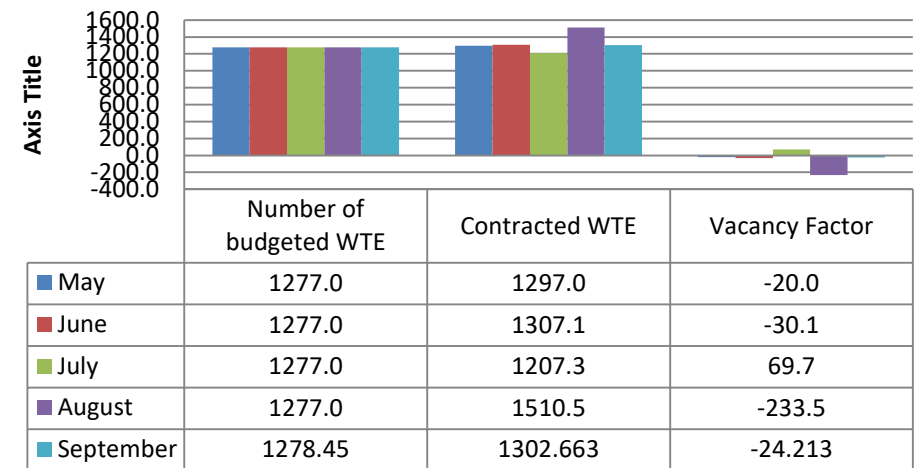 Axis Title
1600.0
1400.0
1200.0
1000.0
800.0
600.0
400.0
200.0
0.0
-200.0
-400.0
Number of budgeted WTE Contracted WTE Vacancy Factor
May 1277.0 1297.0 -20.0
June 1277.0 1307.1 -30.1
July 1277.0 1207.3 69.7
August 1277.0 1510.5 -233.5
September 1278.45 1302.663 -24.213